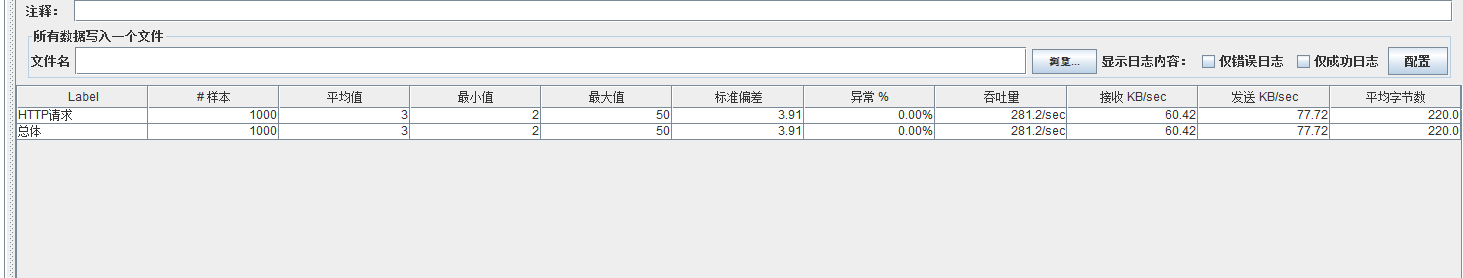 注释：
所有数据写入一个文件
文件名 浏览... 显示日志内容： 仅错误日志 仅成功日志 配置
Label # 样本 平均值 最小值 最大值 标准偏差 异常 % 吞吐量 接收 KB/sec 发送 KB/sec 平均字节数
HTTP请求 1000 3 2 50 3.91 0.00% 281.2/sec 60.42 77.72 220.0
总体 1000 3 2 50 3.91 0.00% 281.2/sec 60.42 77.72 220.0